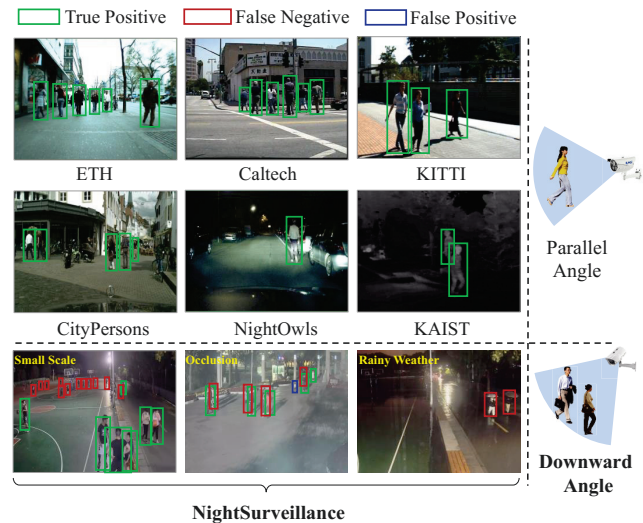 True Positive False Negative False Positive
ETH Caltech KITTI
Parallel
Angle
CityPersons NightOwls KAIST
Small Scale Occlution Rainy Weather
Downward
Angle
NightSurveillance